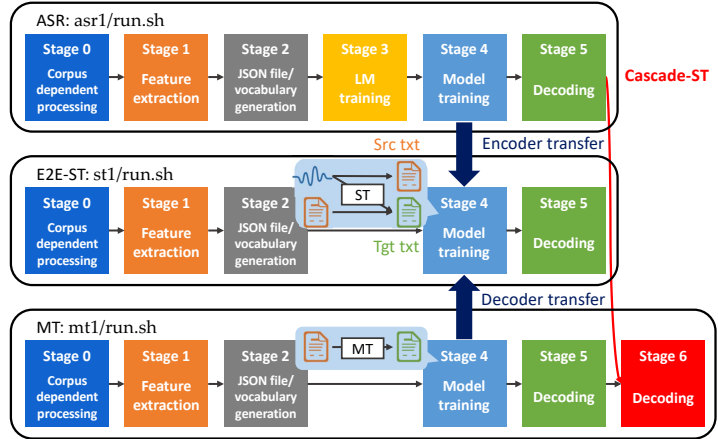 ASR: asr1/run.sh
Stage 0
Corpus
dependent
processing
Stage 1
Feature
extraction
Stage 2
JSON file/
vocabulary
generation
Stage 3
LM
training
Stage 4
Model
training
Stage 5
Decoding
Cascade-ST
Src txt
Encoder transfer
E2E-ST: st1/run.sh
Stage 0
Corpus
dependent
processing
Stage 1
Feature
extraction
Stage 2
JSON file/
vocabulary
generation
ST
Tgt txt
Stage 4
Model
training
Stage 5
Decoding
Decoder transfer
MT: mt1/run.sh
Stage 0
Corpus
dependent
processing
Stage 1
Feature
extraction
Stage 2
JSON file/
vocabulary
generation
MT
Stage 4
Model
training
Stage 5
Decoding
Stage 6
Decoding